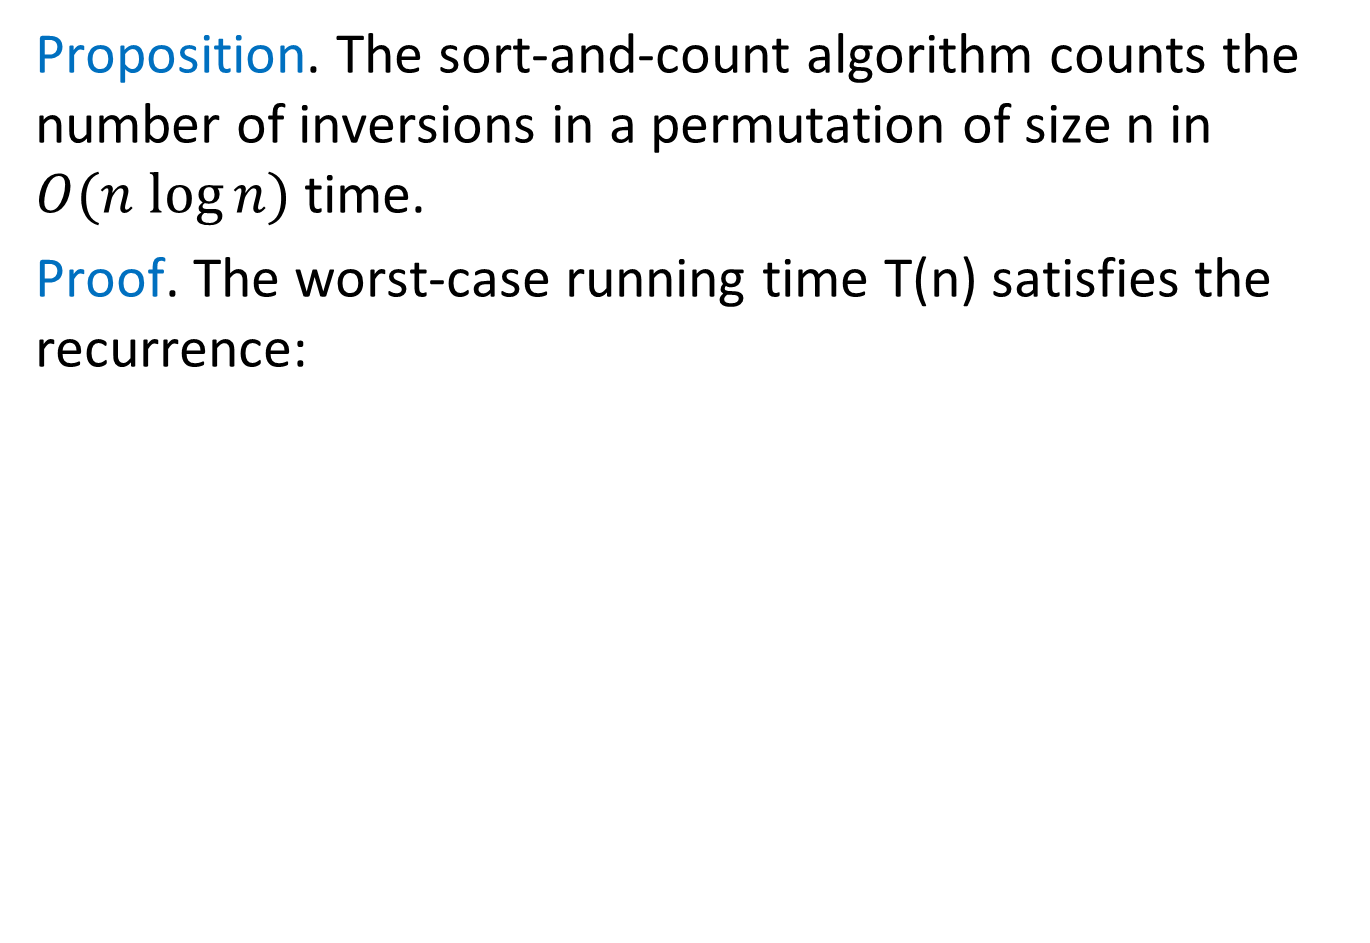 Proposition. The sort-and-count algorithm counts the
number of inversions in a permutation of size n in
𝑂(𝑛 log 𝑛) time.
Proof. The worst-case running time T(n) satisfies the
recurrence: